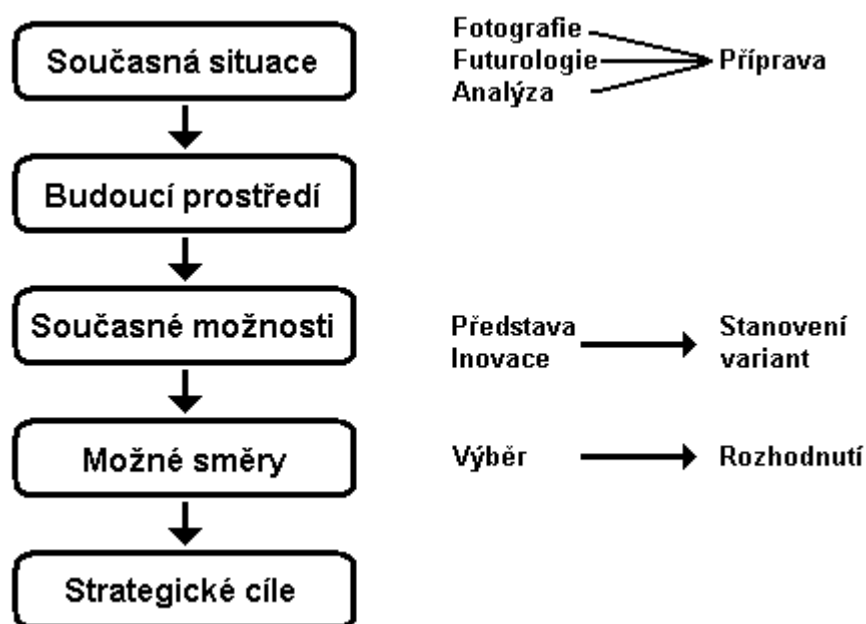 Současná situace
Budoucí prostředí
Současné možnosti
Možné směry
Strategické cíle
Fotografie
Futurologie
Analýza
Příprava
Představa
Inovace
Stanovení
variant
Výběr
Rozhodnutí